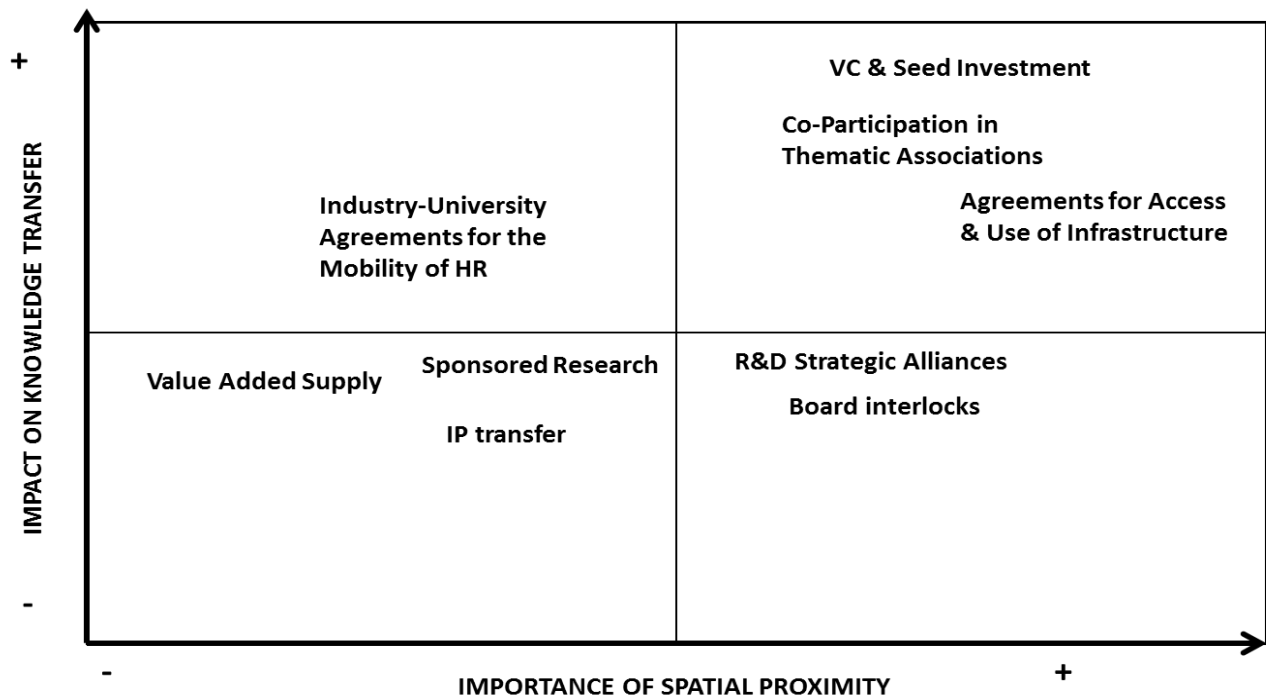 +
IMPACT ON KNOWLEDGE TRANSFER
-
VC & Seed Investment
Co-Participation in
Thematic Associations
Agreements for Access
& Use of Infrastructure
Industry-University
Agreements for the
Mobility of HR
Value Added Supply
Sponsored Research
IP transfer
R&D Strategic Alliances
Board interlocks
-
IMPORTANCE OF SPATIAL PROXIMITY
+